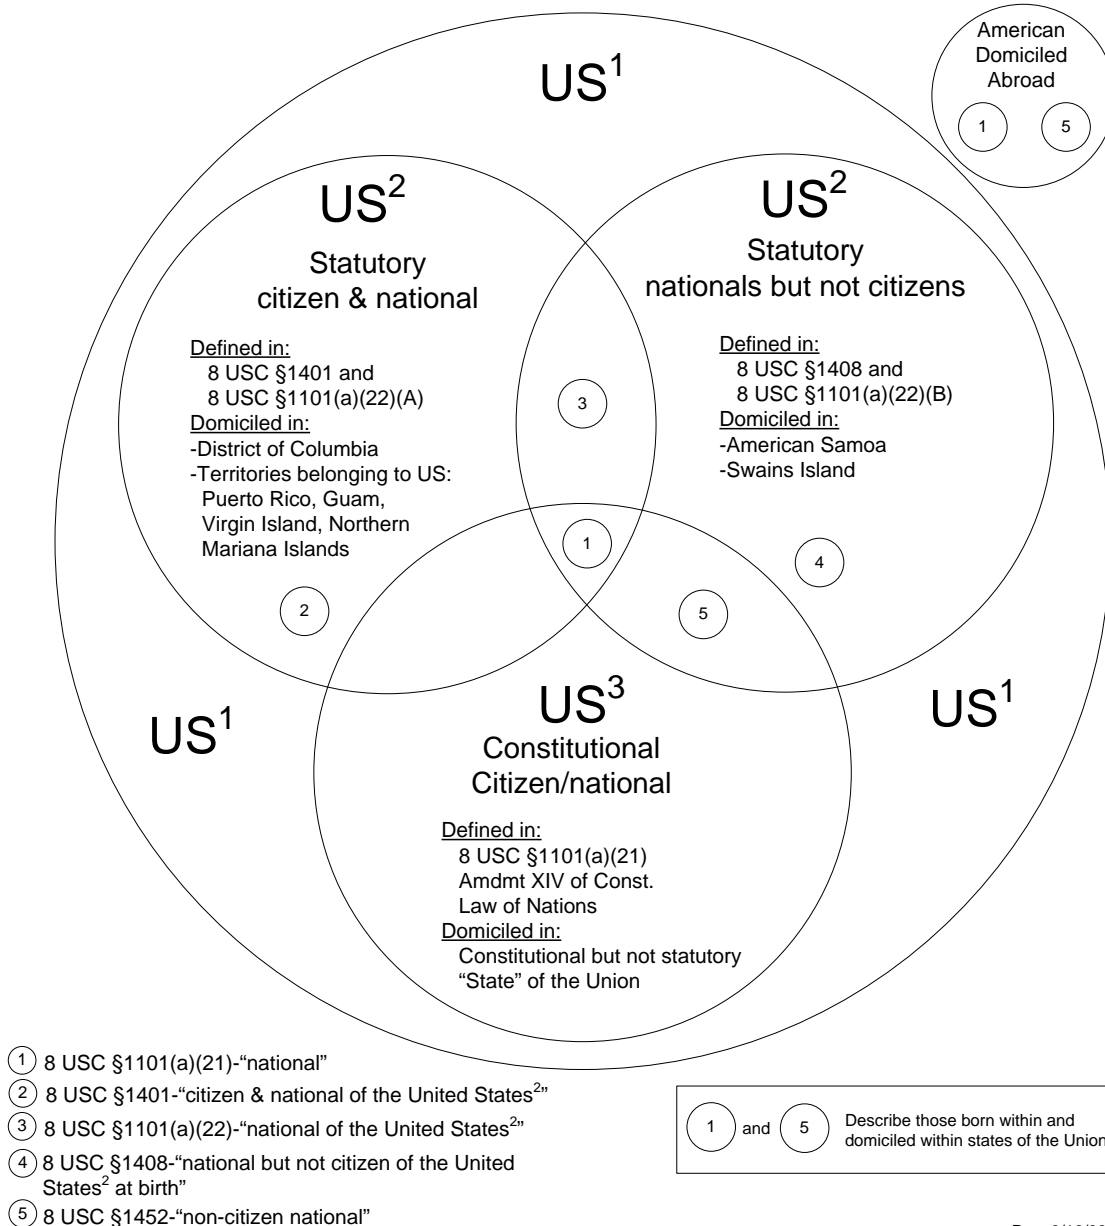 American
Domiciled
Abroad
1 5
US¹
US²
Statutory
citizen & national
Defined in:
8 USC §1401 and
8 USC §1101(a)(22)(A)
Domiciled in:
-District of Columbia
-Territories belonging to US:
Puerto Rico, Guam,
Virgin Island, Northern
Mariana Islands
2
US²
Statutory
nationals but not citizens
Defined in:
8 USC §1408 and
8 USC §1101(a)(22)(B)
Domiciled in:
-American Samoa
-Swains Island
3
1
4
5
US¹
US³
Constitutional
Citizen/national
Defined in:
8 USC §1101(a)(21)
Amdmt XIV of Const.
Law of Nations
Domiciled in:
Constitutional but not statutory
“State” of the Union
US¹
1 8 USC §1101(a)(21)-“national”
2 8 USC §1401-“citizen & national of the United States²”
3 8 USC §1101(a)(22)-“national of the United States²”
4 8 USC §1408-“national but not citizen of the United
States² at birth”
5 8 USC §1452-“non-citizen national”
1 and 5 Describe those born within and
domiciled within states of the Union